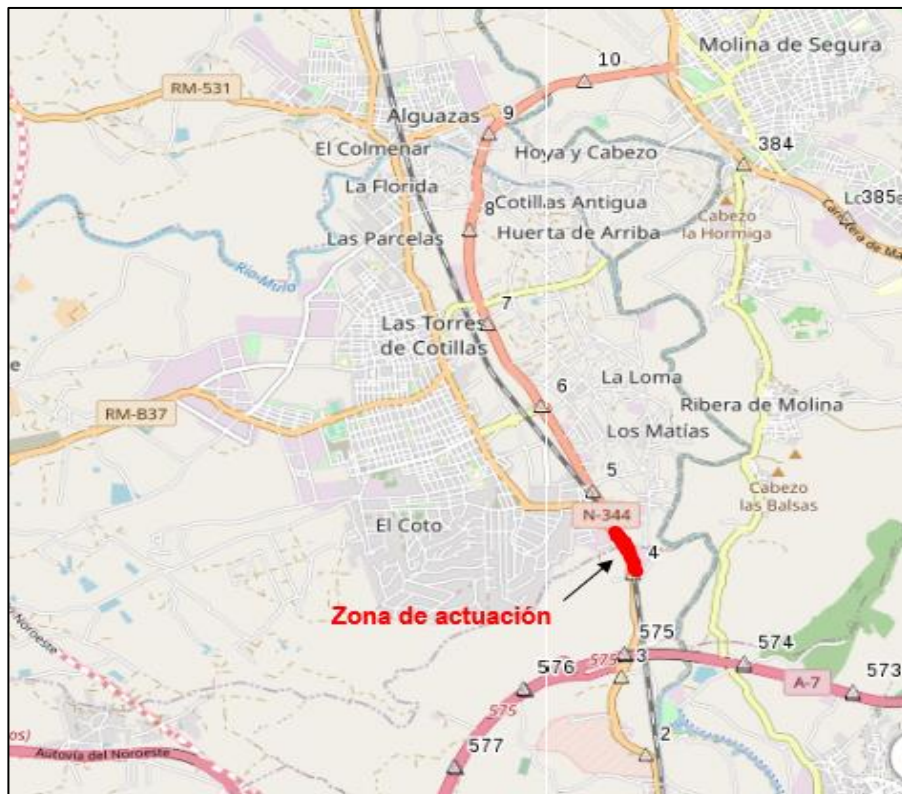 Molina de Segura
10
RM-531
Alguazas
9
El Colmenar
Hoya y Cabezo
384
La Florida
Cotillas Antigua
385
8
Cabezo
la Hormiga
Huerta de Arriba
Las Parcelas
Río Mula
7
Las Torres
de Cotillas
La Loma
6
Ribera de Molina
RM-B37
Los Matías
5
Cabezo
las Balsas
N-344
El Coto
4
Zona de actuación
575
574
3
575
576
573
A-7
575
577
2
Autovía del Noroeste
Noroeste